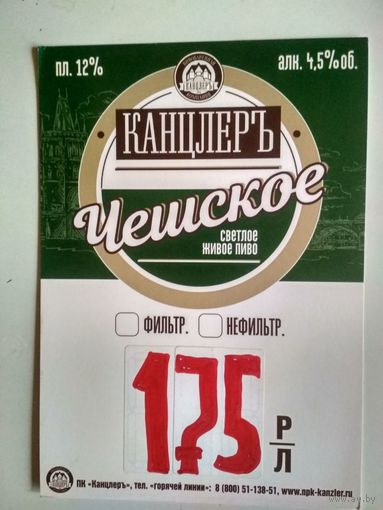 пл. 12%
алк. 4,5% об.
КАНЦЛЕРЪ
КАНЦЛЕРЪ
Чешское
СВЕТЛОЕ
ЖИВОЕ ПИВО
ФИЛЬТР.
НЕФИЛЬТР.
175
Р
Л
ПК «Канцлеръ», тел. «горячей линии»: 8 (800) 51-138-51, www.npk-kanzler.ru